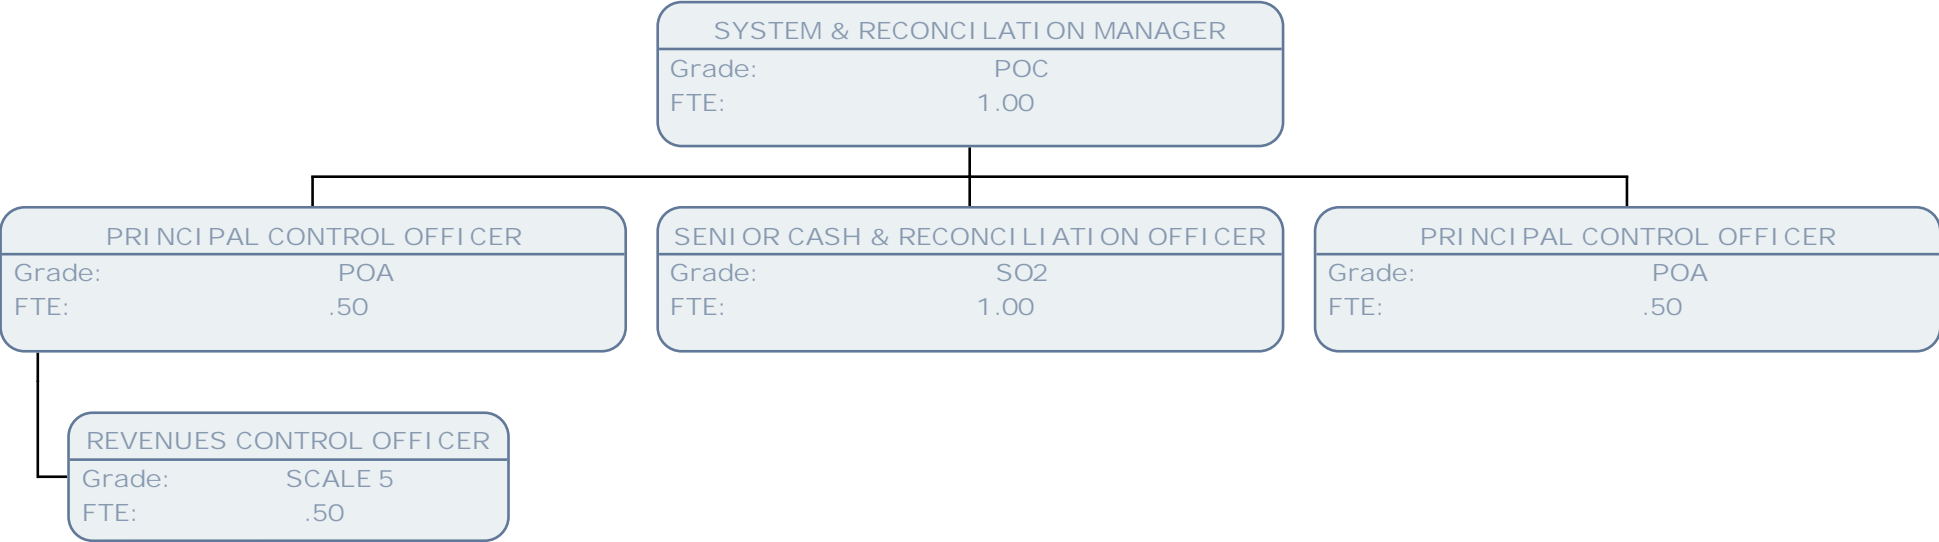 SYSTEM & RECONCILATION MANAGER
Grade: POC
FTE: 1.00
PRINCIPAL CONTROL OFFICER
Grade: POA
FTE: .50
SENIOR CASH & RECONCILIATION OFFICER
Grade: SO2
FTE: 1.00
PRINCIPAL CONTROL OFFICER
Grade: POA
FTE: .50
REVENUES CONTROL OFFICER
Grade: SCALE 5
FTE: .50